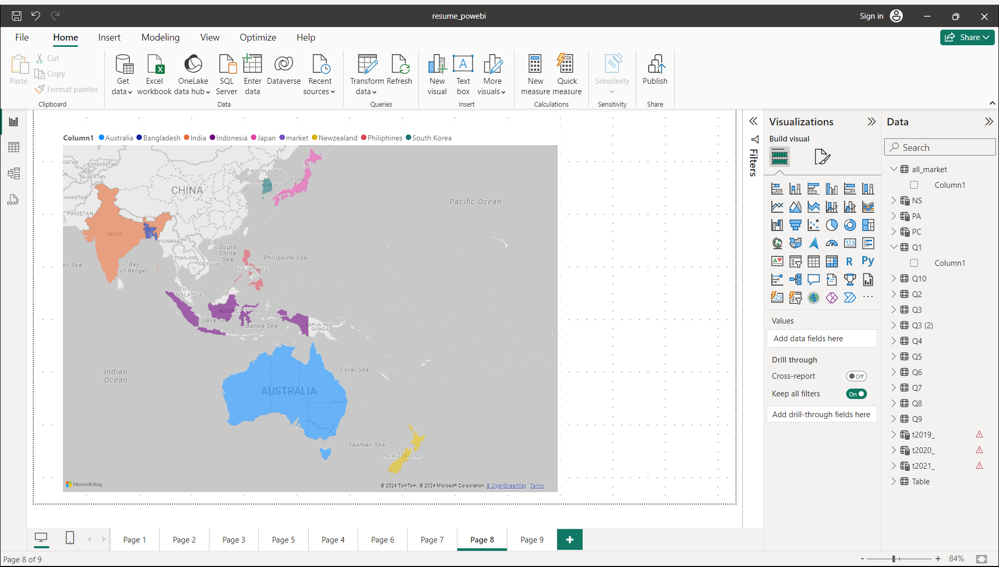 resume_powebi
Sign in
File Home Insert Modeling View Optimize Help
Share
Paste
Cut
Copy
Format painter
Clipboard
Get data
Excel workbook
OneLake data hub
SQL Server
Enter data
Dataverse
Recent sources
Data
Transform data
Refresh
Queries
New visual
Text box
More visuals
Insert
New measure
Quick measure
Calculations
Sensitivity
Sensitivity
Publish
Share
Column1 Australia Bangladesh India Indonesia Japan market Newzealand Philiphines South Korea
ISTAN
KYRGYZSTAN
TAJIKISTAN
HANISTAN
PAKISTAN
CHINA
NORTH KOREA
SOUTH KOREA
JAPAN
Pacific Ocean
INDIA
MYANMAR
THAILAND
VIETNAM
South
China
Sea
Philippine Sea
PHILIPPINES
an Sea
Bay
of Bengal
MALAYSIA
INDONESIA
Java Sea
Banda Sea
PAPUA NEW
GUINEA
Indian
Ocean
Coral Sea
AUSTRALIA
Tasman Sea
NEW ZEALAND
Microsoft Bing
© 2024 TomTom, © 2024 Microsoft Corporation, © OpenStreetMap Terms
Filters
Visualizations
Build visual
123
R
Py
123
Values
Add data fields here
Drill through
Cross-report
Off
Keep all filters
On
Add drill-through fields here
Data
Search
all_market
Column1
NS
PA
PC
Q1
Column1
Q10
Q2
Q3
Q3 (2)
Q4
Q5
Q6
Q7
Q8
Q9
t2019_
t2020_
t2021_
Table
DAX
Page 1 Page 2 Page 3 Page 5 Page 4 Page 6 Page 7 Page 8 Page 9
Page 8 of 9
- + 84%